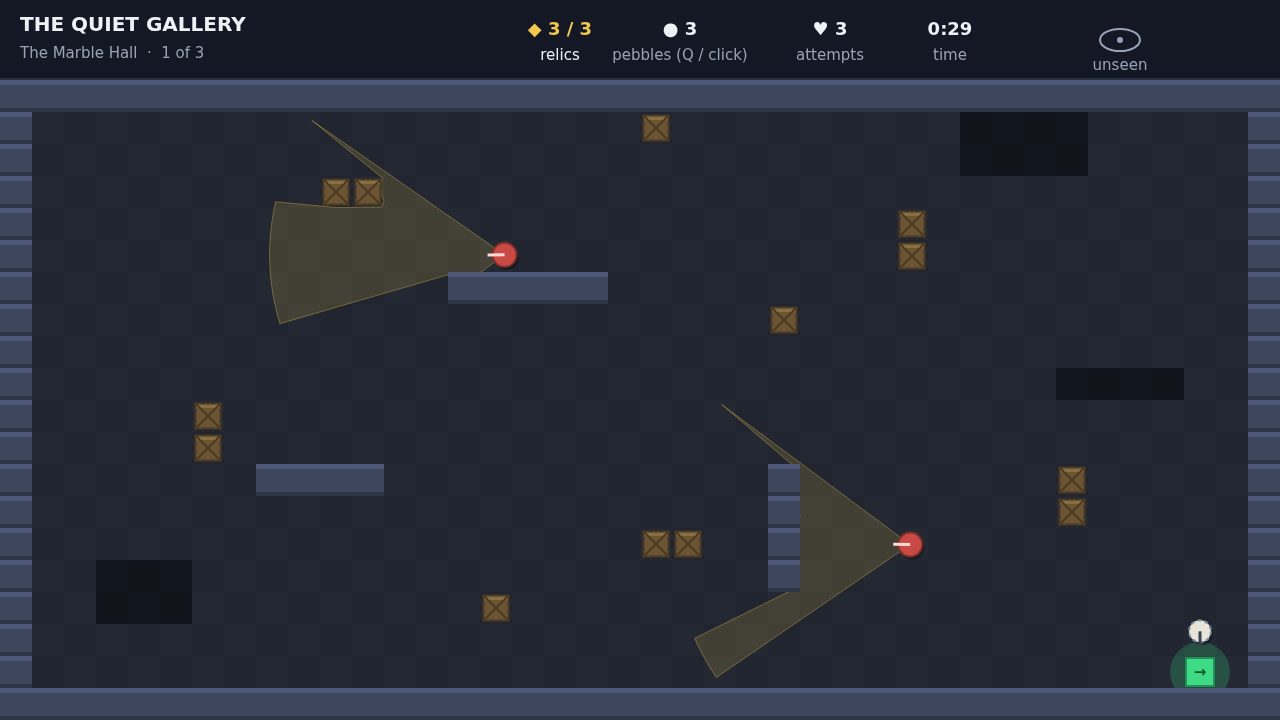 THE QUIET GALLERY
The Marble Hall · 1 of 3
◆ 3 / 3
relics
● 3
pebbles (Q / click)
♥ 3
attempts
0:29
time
unseen
→